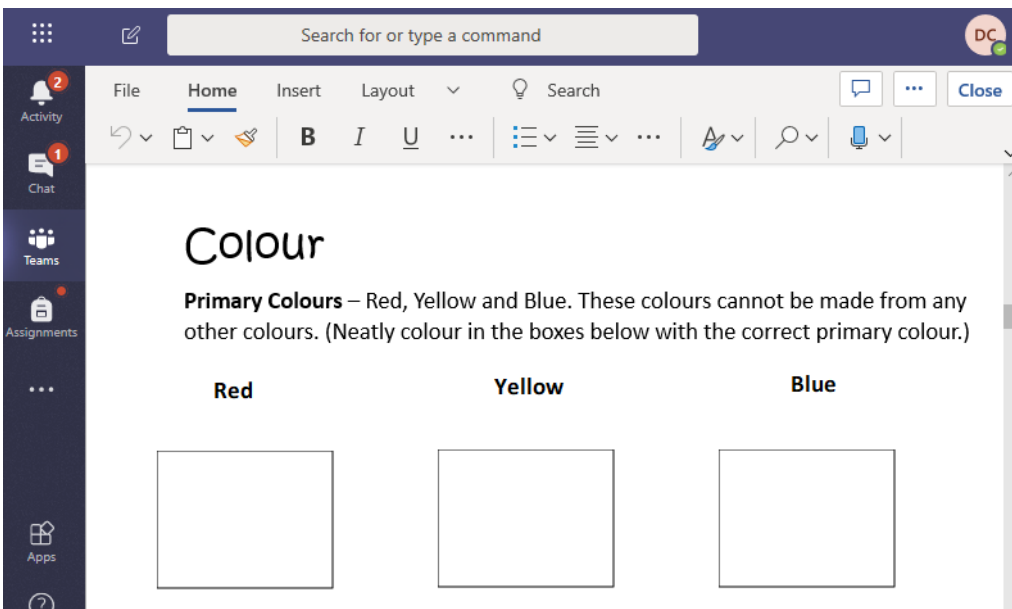 Search for or type a command
DC
2
Activity
1
Chat
Teams
Assignments
Apps
File Home Insert Layout Search Close
B I U
Colour
Primary Colours – Red, Yellow and Blue. These colours cannot be made from any
other colours. (Neatly colour in the boxes below with the correct primary colour.)
Red Yellow Blue